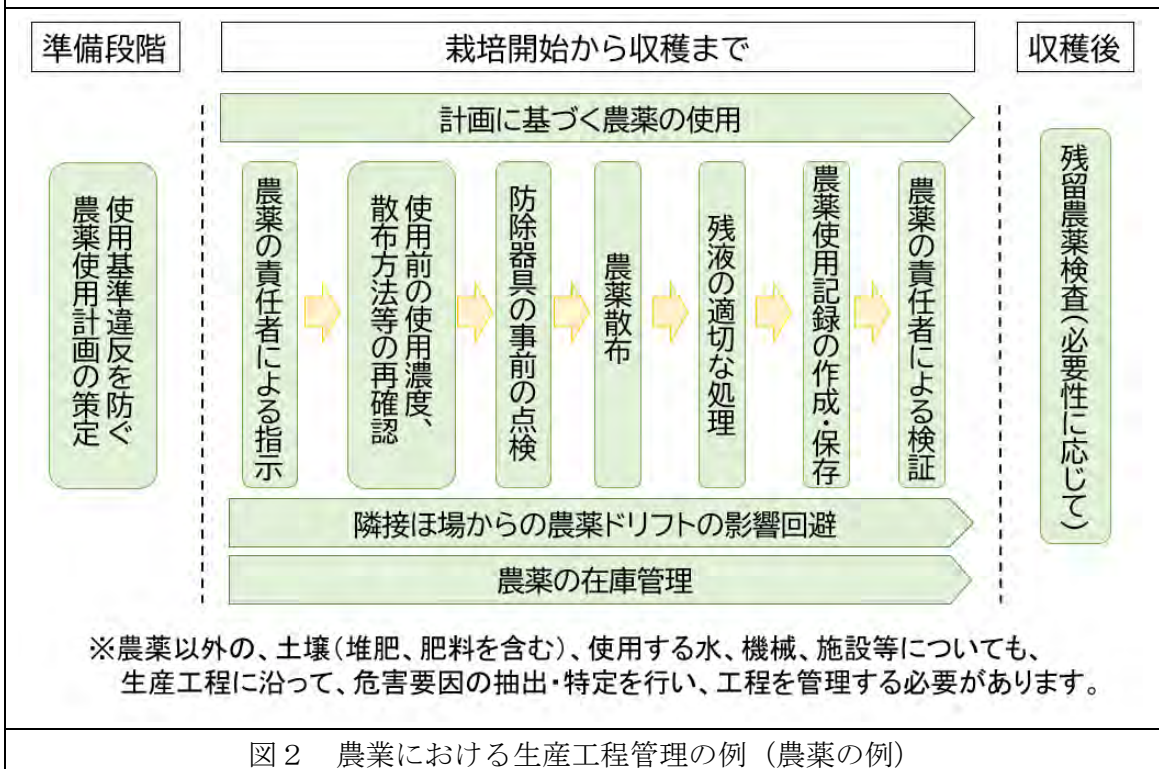 準備段階
栽培開始から収穫まで
収穫後
計画に基づく農薬の使用
使用基準違反を防ぐ
農薬使用計画の策定
農薬の責任者による指示
使用前の使用濃度、
散布方法等の再確認
防除器具の事前の点検
農薬散布
残液の適切な処理
農薬使用記録の作成・保存
農薬の責任者による検証
残留農薬検査(必要性に応じて)
隣接ほ場からの農薬ドリフトの影響回避
農薬の在庫管理
※農薬以外の、土壌(堆肥、肥料を含む)、使用する水、機械、施設等についても、
生産工程に沿って、危害要因の抽出・特定を行い、工程を管理する必要があります。
図２ 農業における生産工程管理の例（農薬の例）